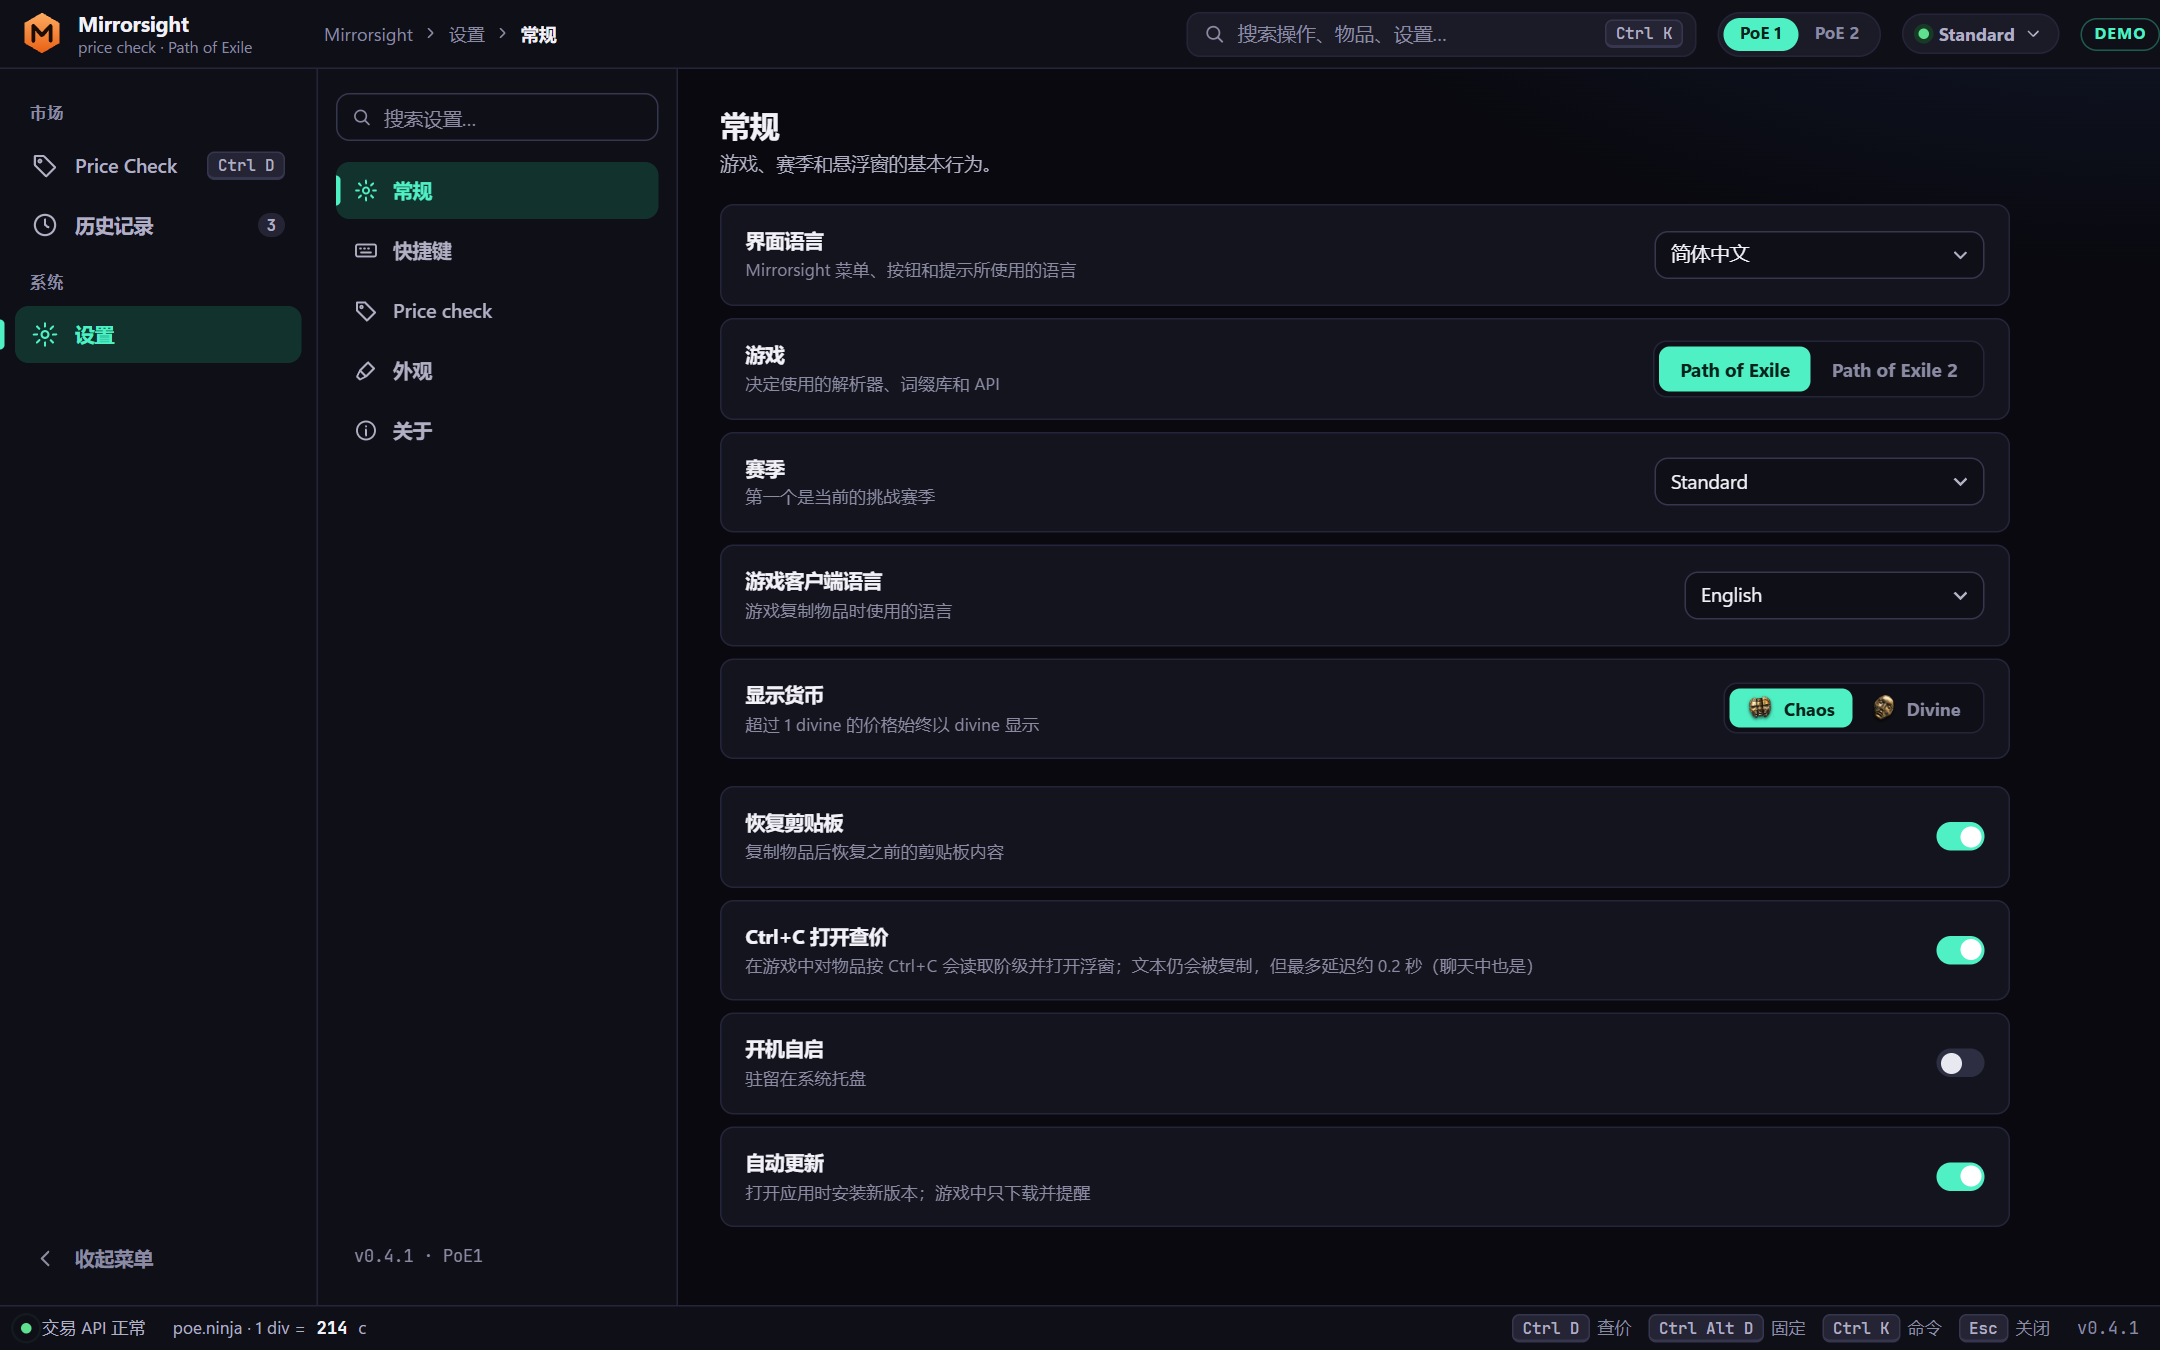 Mirrorsight
price check · Path of Exile
Mirrorsight > 设置 > 常规
搜索操作、物品、设置...
Ctrl K
PoE 1
PoE 2
Standard
DEMO
市场
Price Check
Ctrl D
历史记录
3
系统
设置
收起菜单
搜索设置...
常规
快捷键
Price check
外观
关于
v0.4.1 · PoE1
常规
游戏、赛季和悬浮窗的基本行为。
界面语言
Mirrorsight 菜单、按钮和提示所使用的语言
简体中文
游戏
决定使用的解析器、词缀库和 API
Path of Exile
Path of Exile 2
赛季
第一个是当前的挑战赛季
Standard
游戏客户端语言
游戏复制物品时使用的语言
English
显示货币
超过 1 divine 的价格始终以 divine 显示
Chaos
Divine
恢复剪贴板
复制物品后恢复之前的剪贴板内容
Ctrl+C 打开查价
在游戏中对物品按 Ctrl+C 会读取阶级并打开浮窗；文本仍会被复制，但最多延迟约 0.2 秒（聊天中也是）
开机自启
驻留在系统托盘
自动更新
打开应用时安装新版本；游戏中只下载并提醒
交易 API 正常
poe.ninja · 1 div = 214 c
Ctrl D 查价
Ctrl Alt D 固定
Ctrl K 命令
Esc 关闭
v0.4.1